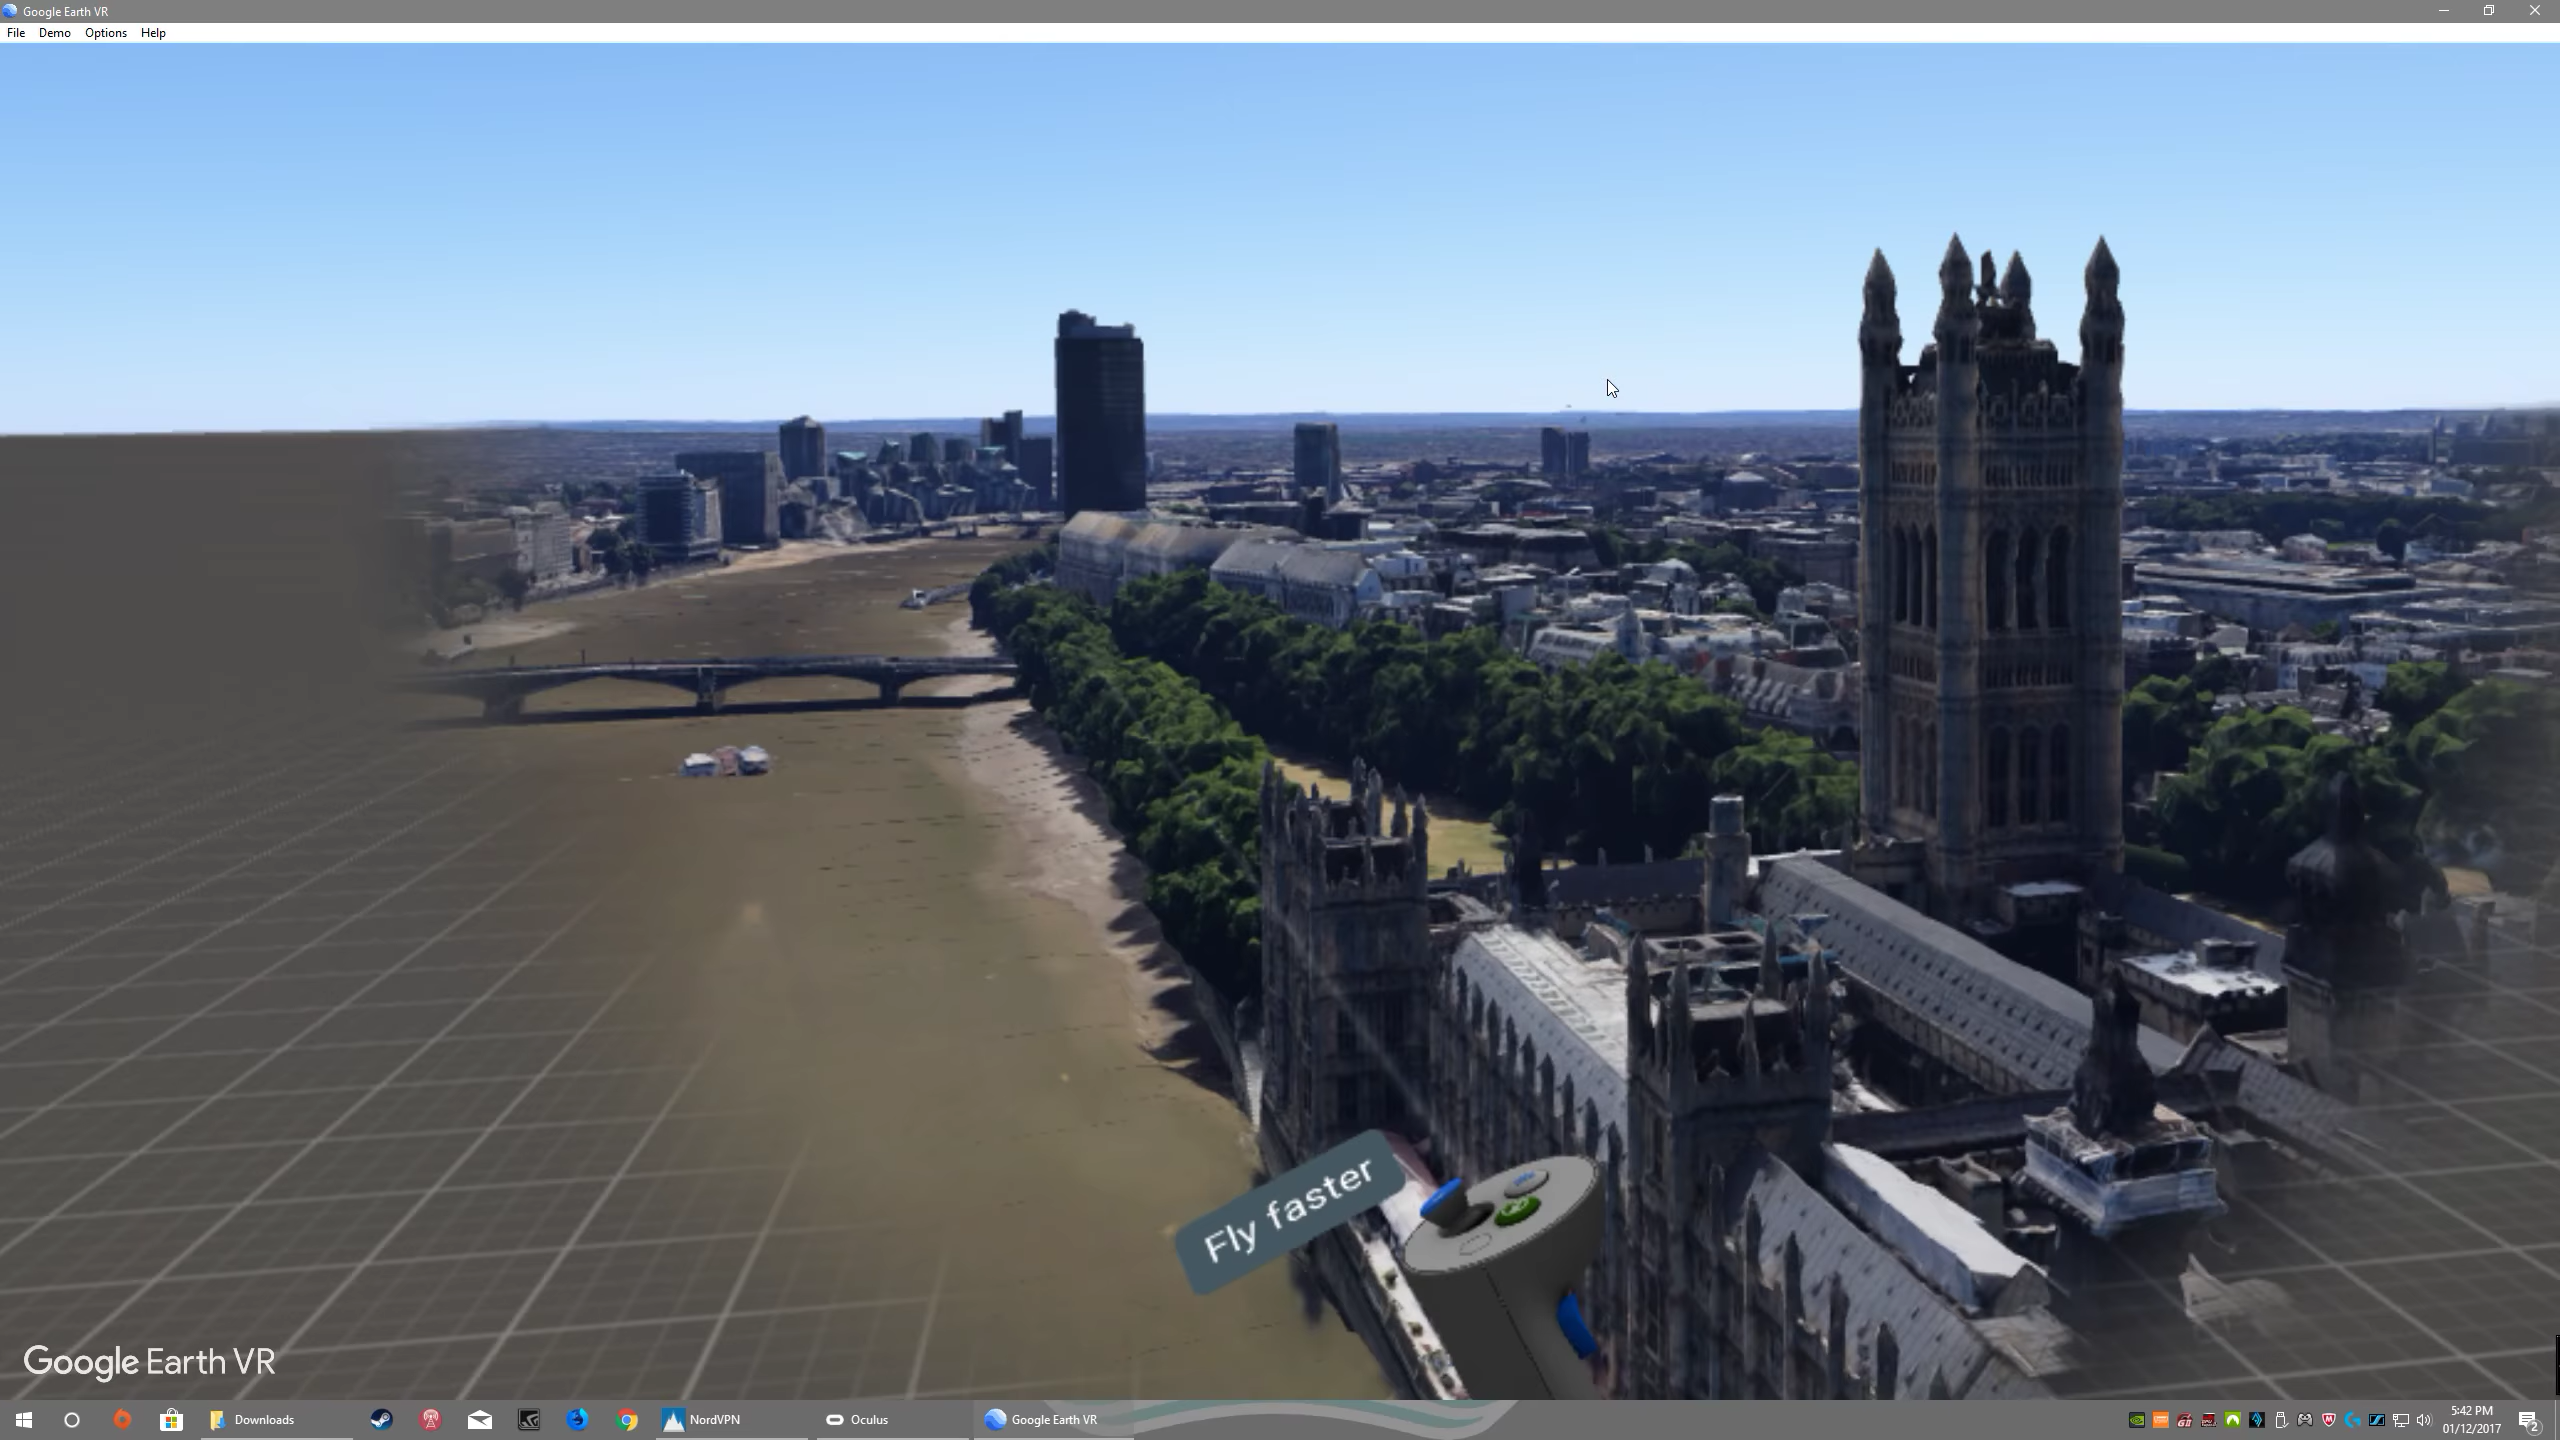 Google Earth VR
File Demo Options Help
Fly faster
Google Earth VR
Downloads
NordVPN
Oculus
Google Earth VR
5:42 PM
01/12/2017
2